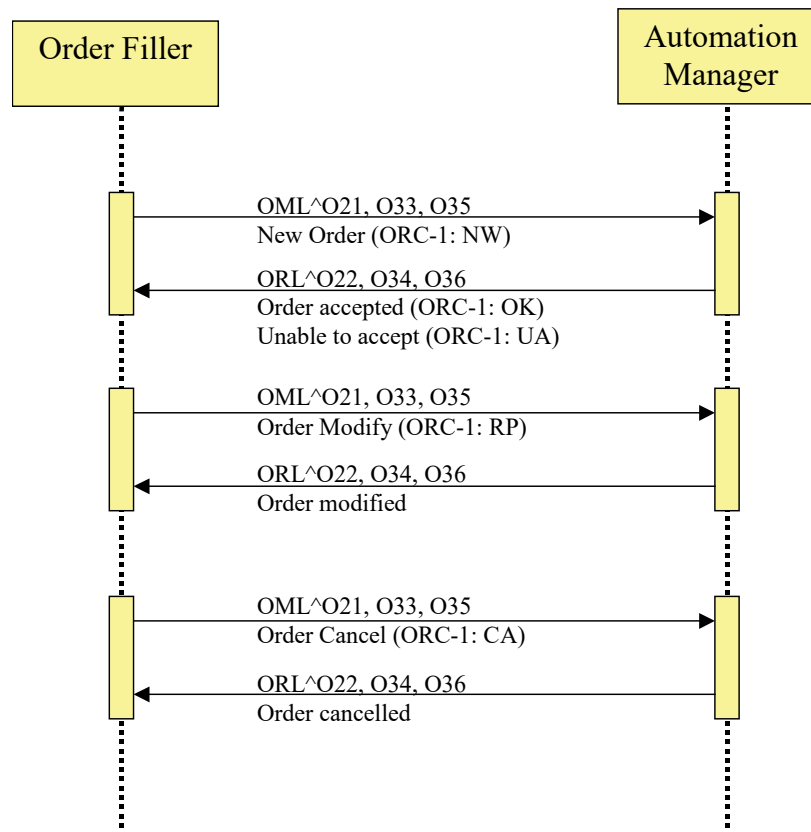 Order Filler
Automation
Manager
OML^O21, O33, O35
New Order (ORC-1: NW)
ORL^O22, O34, O36
Order accepted (ORC-1: OK)
Unable to accept (ORC-1: UA)
OML^O21, O33, O35
Order Modify (ORC-1: RP)
ORL^O22, O34, O36
Order modified
OML^O21, O33, O35
Order Cancel (ORC-1: CA)
ORL^O22, O34, O36
Order cancelled